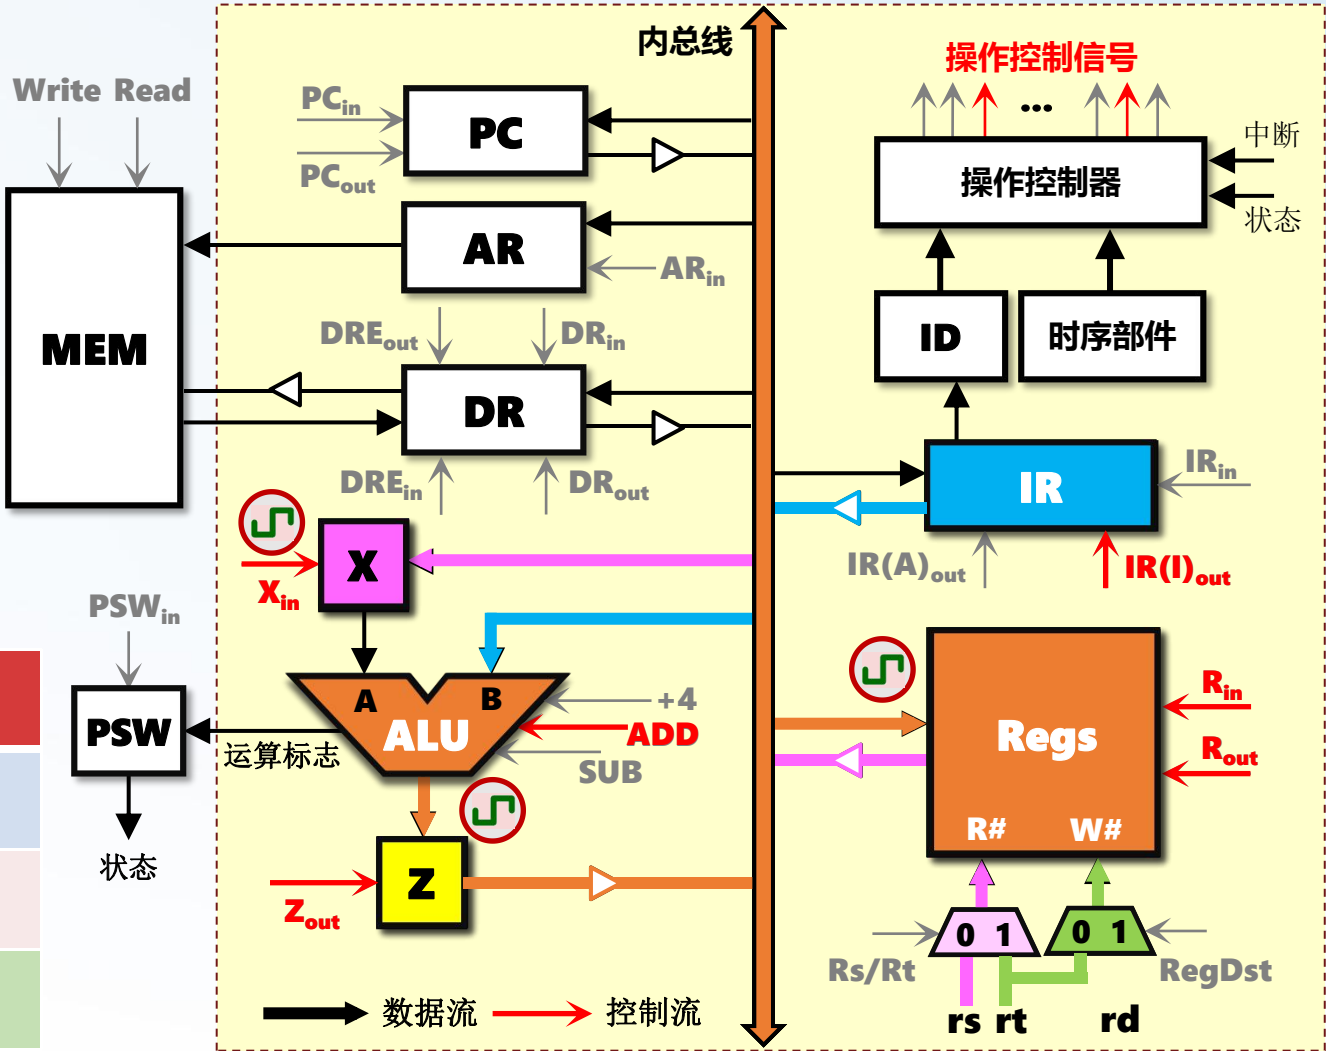 内总线
操作控制信号
Write Read
PCin
PC
PCout
...
中断
操作控制器
状态
AR
ARin
MEM
DREout
DRin
ID
时序部件
DR
DREin
DRout
IR
IRin
IR(A)out
IR(I)out
X
Xin
PSWin
PSW
运算标志
状态
A
B
ALU
+4
ADD
SUB
Regs
Rin
Rout
R#
W#
Z
Zout
0 1
0 1
Rs/Rt
RegDst
rs rt
rd
数据流
控制流